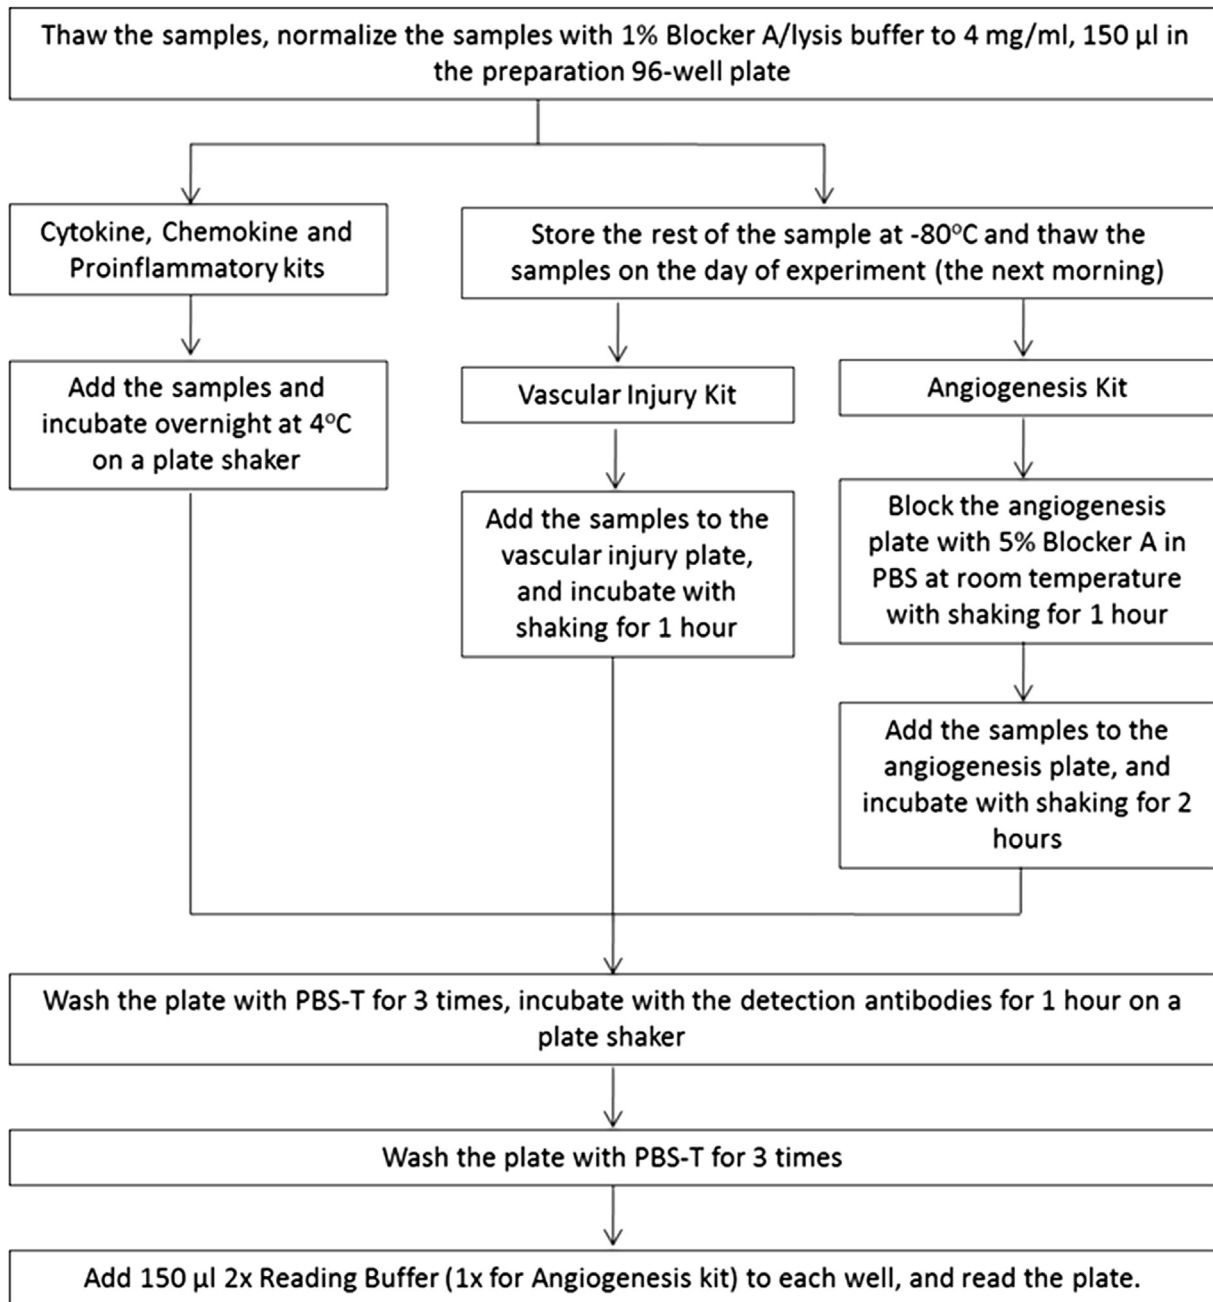 Thaw the samples, normalize the samples with 1% Blocker A/lysis buffer to 4 mg/ml, 150 µl in
the preparation 96-well plate
Cytokine, Chemokine and
Proinflammatory kits
Store the rest of the sample at -80°C and thaw the
samples on the day of experiment (the next morning)
Add the samples and
incubate overnight at 4°C
on a plate shaker
Vascular Injury Kit
Angiogenesis Kit
Add the samples to the
vascular injury plate,
and incubate with
shaking for 1 hour
Block the angiogenesis
plate with 5% Blocker A in
PBS at room temperature
with shaking for 1 hour
Add the samples to the
angiogenesis plate, and
incubate with shaking for 2
hours
Wash the plate with PBS-T for 3 times, incubate with the detection antibodies for 1 hour on a
plate shaker
Wash the plate with PBS-T for 3 times
Add 150 µl 2x Reading Buffer (1x for Angiogenesis kit) to each well, and read the plate.